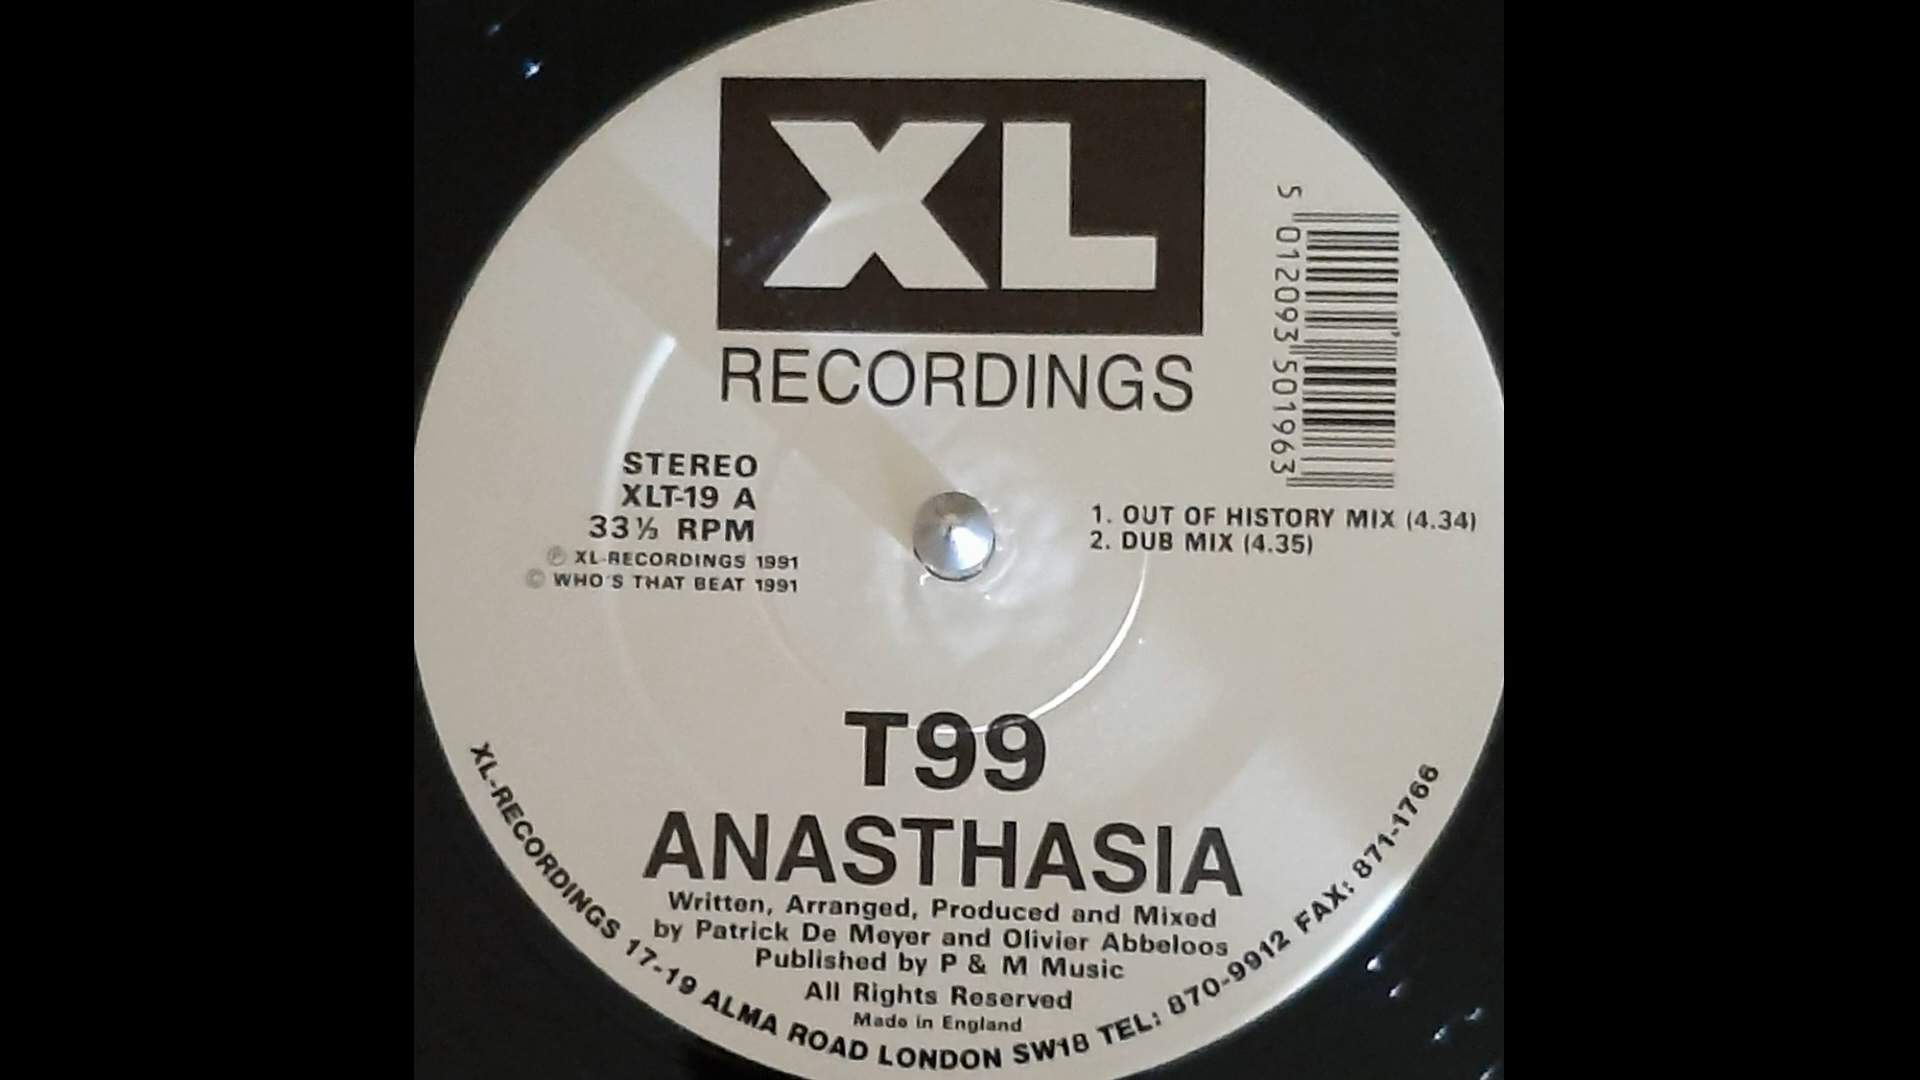 XL
RECORDINGS
5 012093 501963
STEREO
XLT-19 A
33⅓ RPM
Ⓟ XL-RECORDINGS 1991
© WHO'S THAT BEAT 1991
1. OUT OF HISTORY MIX (4.34)
2. DUB MIX (4.35)
T99
ANASTHASIA
Written, Arranged, Produced and Mixed
by Patrick De Meyer and Olivier Abbeloos
Published by P & M Music
All Rights Reserved
Made in England
XL-RECORDINGS 17-19 ALMA ROAD LONDON SW18 TEL: 870-9912 FAX: 871-1766